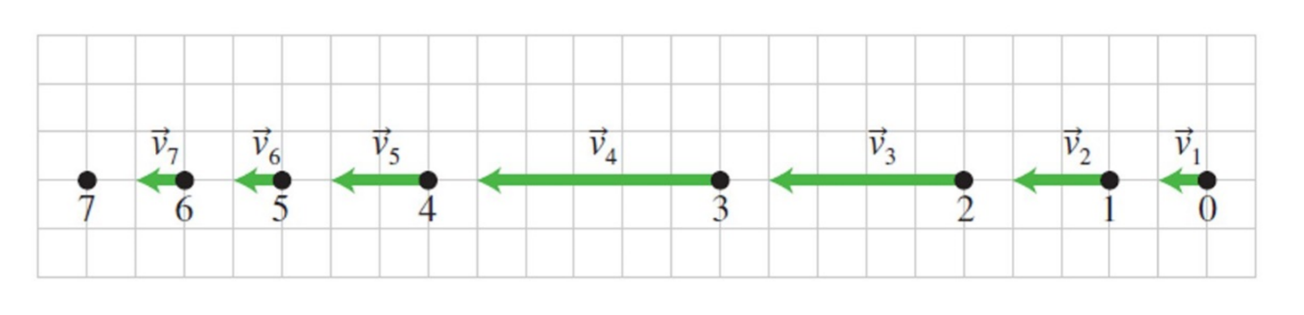 v⃗₇ v⃗₆ v⃗₅ v⃗₄ v⃗₃ v⃗₂ v⃗₁
7 6 5 4 3 2 1 0